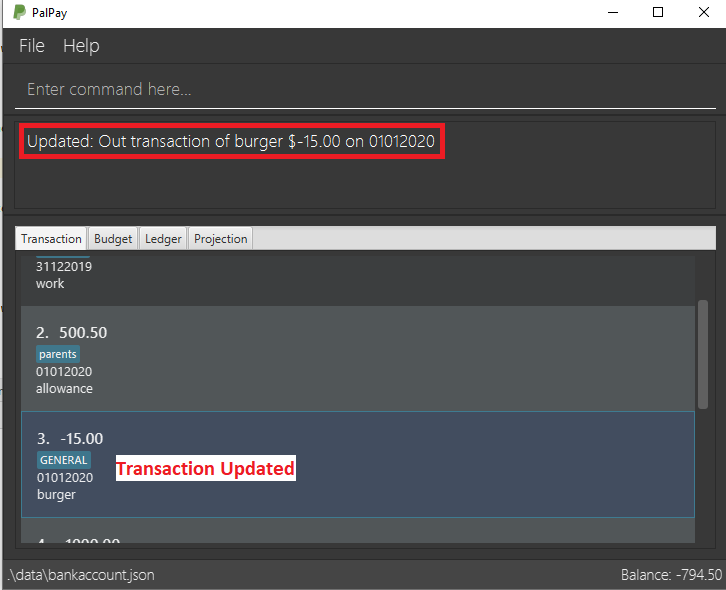 PalPay
File Help
Enter command here...
Updated: Out transaction of burger $-15.00 on 01012020
Transaction Budget Ledger Projection
31122019
work
2. 500.50
parents
01012020
allowance
3. -15.00
GENERAL
01012020
burger
Transaction Updated
.\data\bankaccount.json
Balance: -794.50